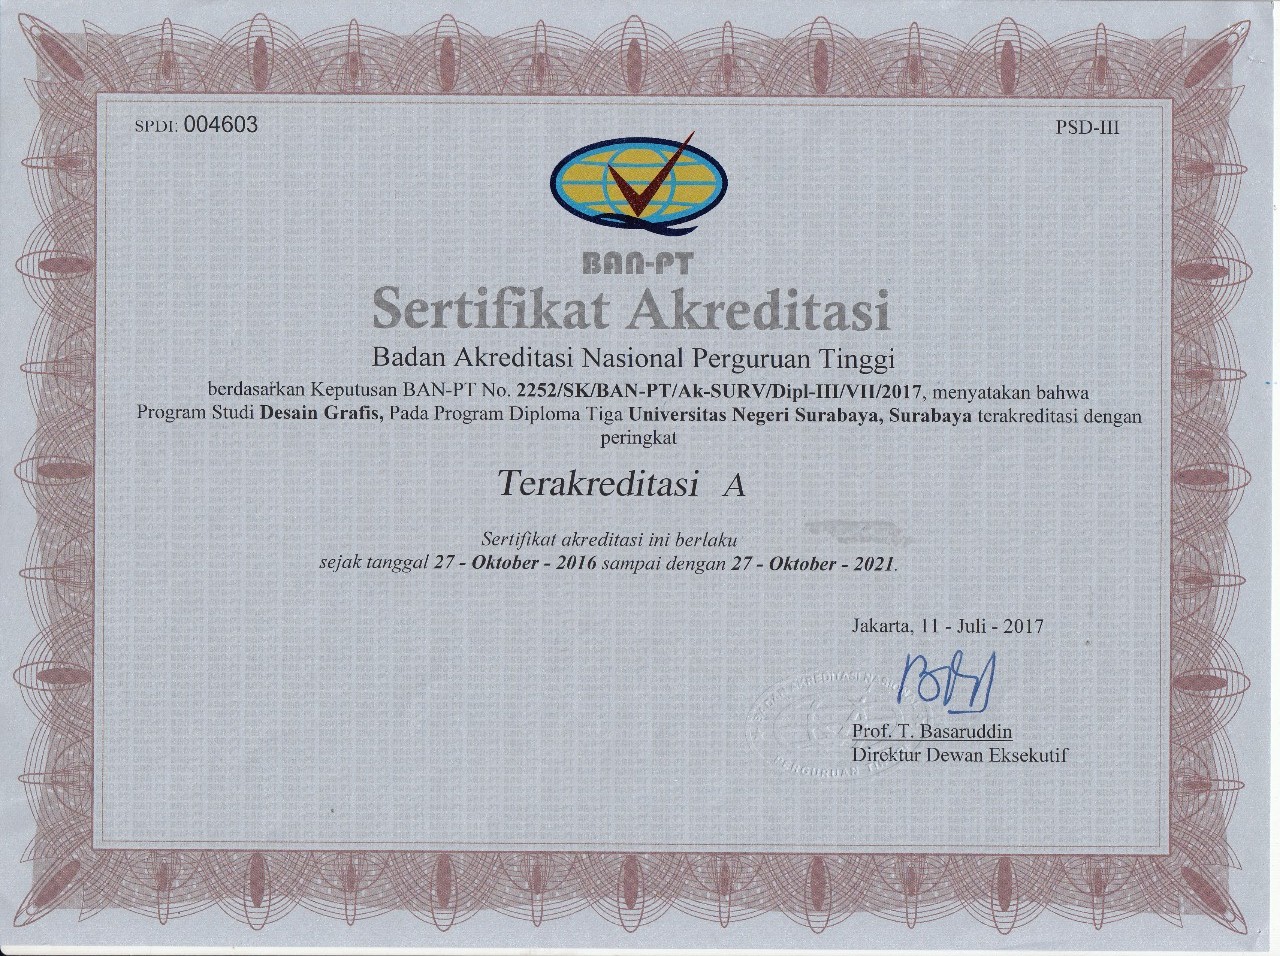 SPDI: 004603
PSD-III
BAN-PT
Sertifikat Akreditasi
Badan Akreditasi Nasional Perguruan Tinggi
berdasarkan Keputusan BAN-PT No. 2252/SK/BAN-PT/Ak-SURV/Dipl-III/VII/2017, menyatakan bahwa
Program Studi Desain Grafis, Pada Program Diploma Tiga Universitas Negeri Surabaya, Surabaya terakreditasi dengan
peringkat
Terakreditasi A
Sertifikat akreditasi ini berlaku
sejak tanggal 27 - Oktober - 2016 sampai dengan 27 - Oktober - 2021.
Jakarta, 11 - Juli - 2017
AKREDITASI NASIONAL
PERGURUAN
Prof. T. Basaruddin
Direktur Dewan Eksekutif